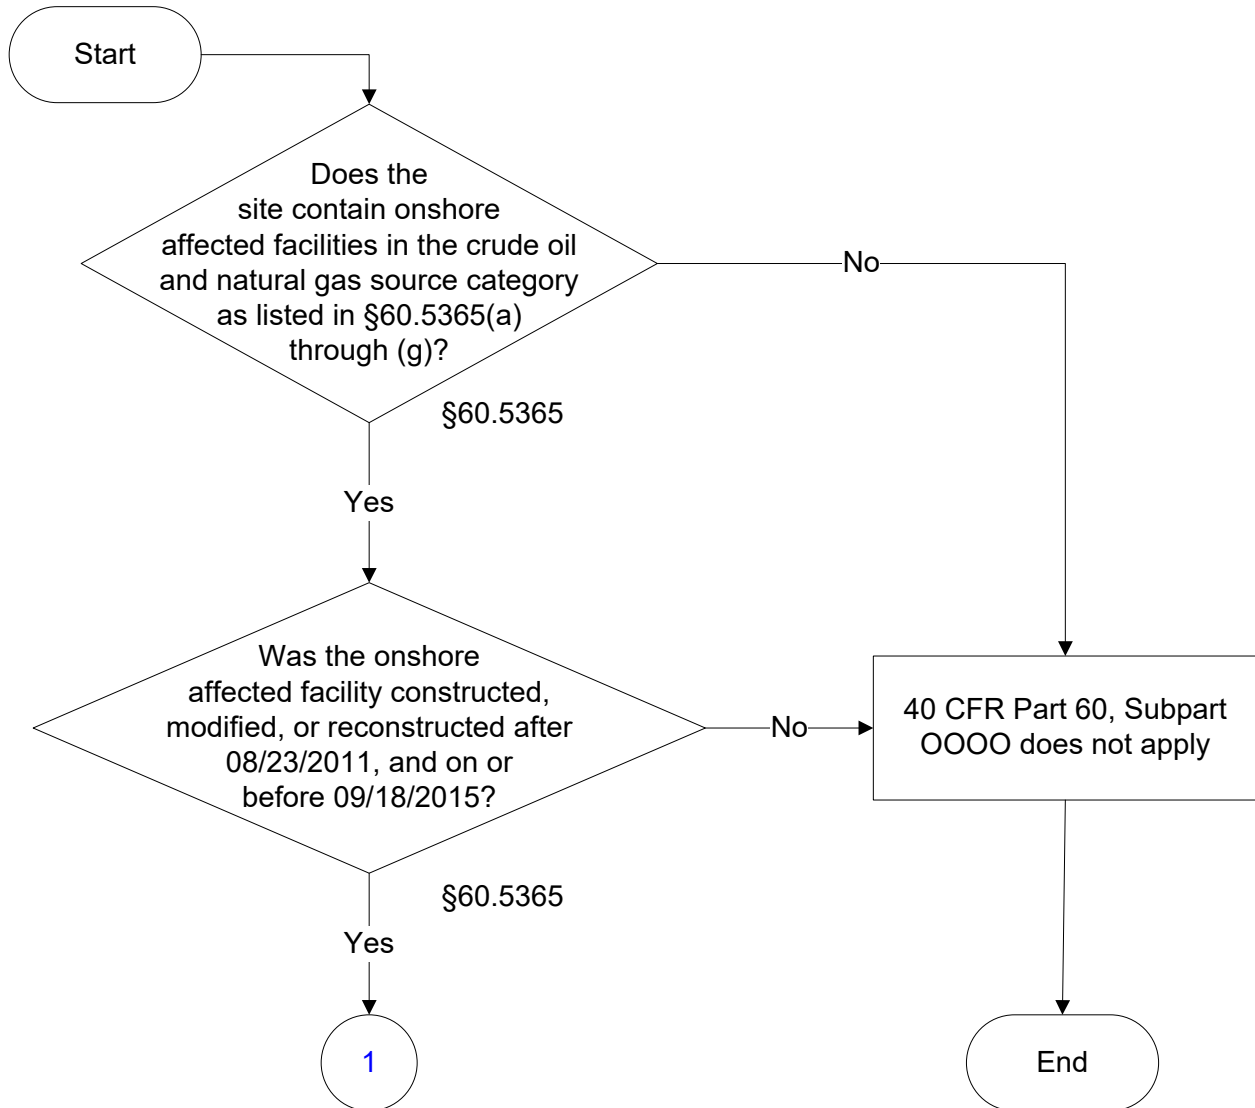 Start
Does the
site contain onshore
affected facilities in the crude oil
and natural gas source category
as listed in §60.5365(a)
through (g)?
No
§60.5365
Yes
Was the onshore
affected facility constructed,
modified, or reconstructed after
08/23/2011, and on or
before 09/18/2015?
No
40 CFR Part 60, Subpart
OOOO does not apply
§60.5365
Yes
1
End